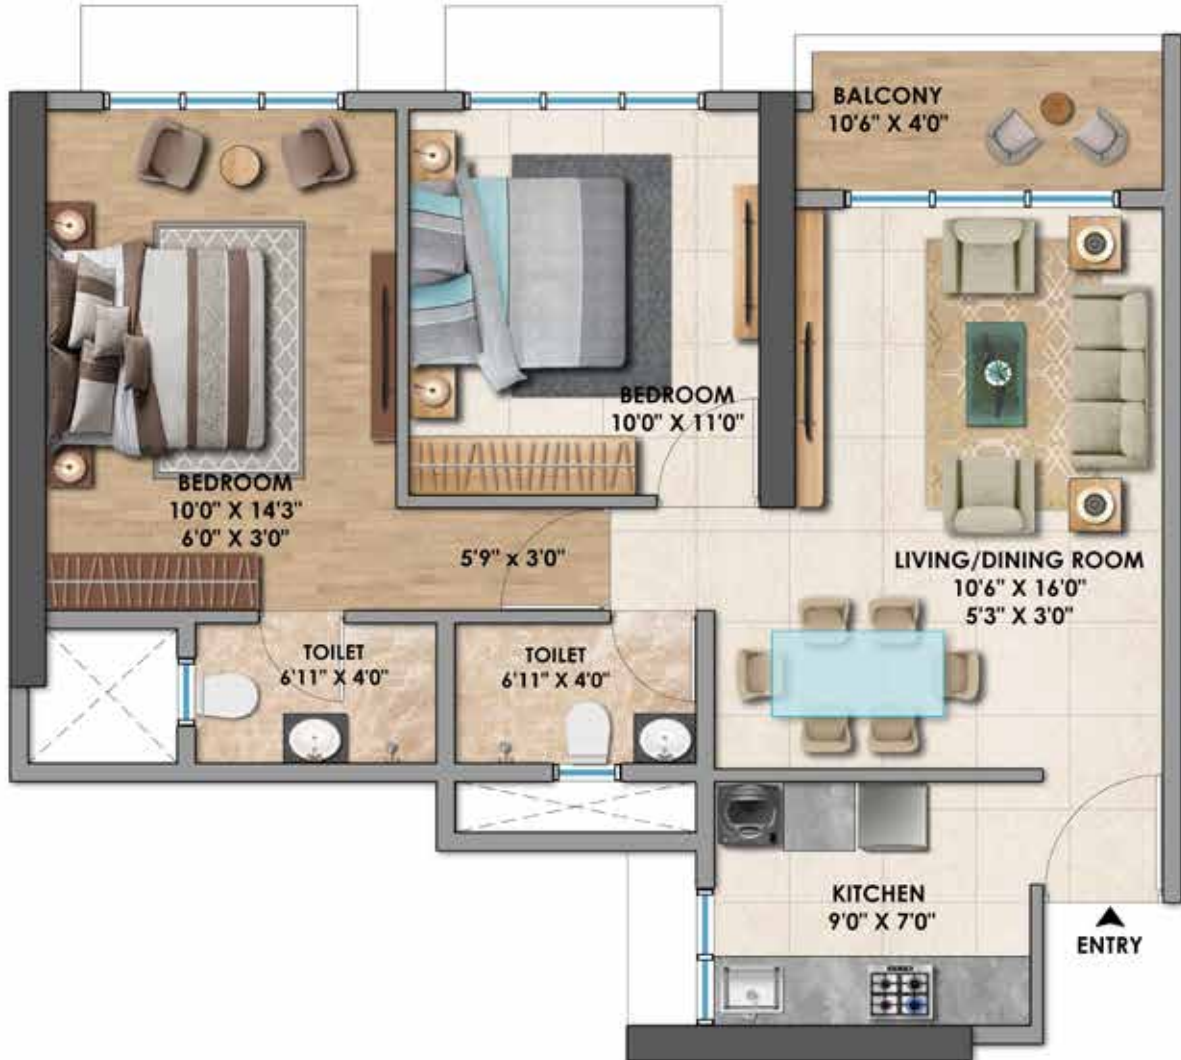 BALCONY
10'6" X 4'0"
BEDROOM
10'0" X 11'0"
BEDROOM
10'0" X 14'3"
6'0" X 3'0"
5'9" x 3'0"
LIVING/DINING ROOM
10'6" X 16'0"
5'3" X 3'0"
TOILET
6'11" X 4'0"
TOILET
6'11" X 4'0"
KITCHEN
9'0" X 7'0"
ENTRY